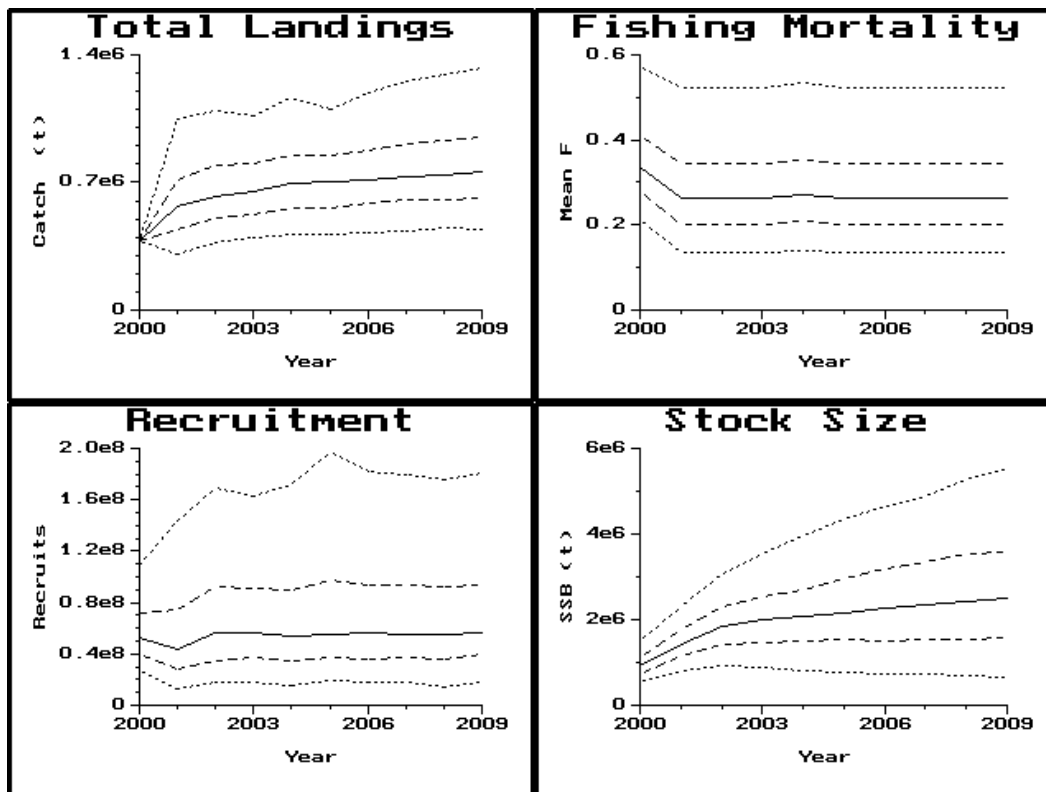 Total Landings
1.4e6
0.7e6
0
Catch (t)
2000 2003 2006 2009
Year
Fishing Mortality
0.6
0.4
0.2
0
Mean F
2000 2003 2006 2009
Year
Recruitment
2.0e8
1.6e8
1.2e8
0.8e8
0.4e8
0
Recruits
2000 2003 2006 2009
Year
Stock Size
6e6
4e6
2e6
0
SSB (t)
2000 2003 2006 2009
Year